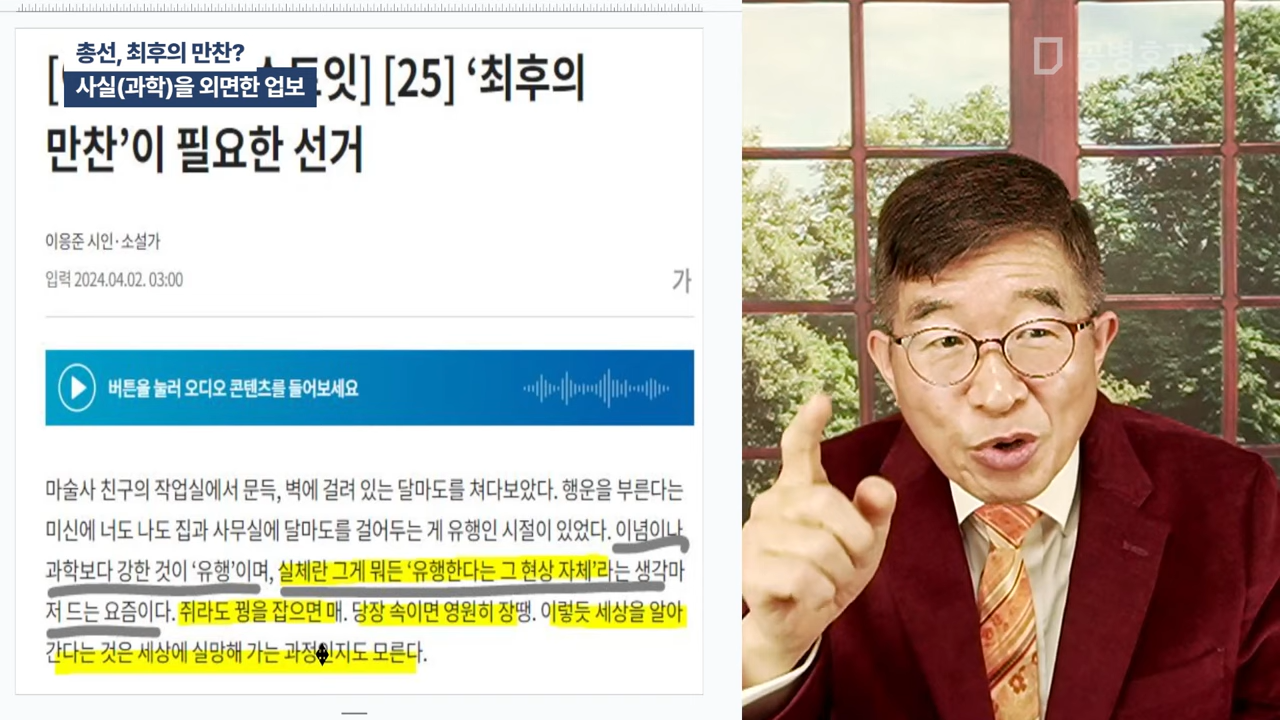 총선, 최후의 만찬?
사실(과학)을 외면한 업보
잇] [25] ‘최후의
만찬’이 필요한 선거
이응준 시인·소설가
입력 2024.04.02. 03:00
가
버튼을 눌러 오디오 콘텐츠를 들어보세요
마술사 친구의 작업실에서 문득, 벽에 걸려 있는 달마도를 쳐다보았다. 행운을 부른다는
미신에 너도 나도 집과 사무실에 달마도를 걸어두는 게 유행인 시절이 있었다. 이념이나
과학보다 강한 것이 ‘유행’이며, 실체란 그게 뭐든 ‘유행한다는 그 현상 자체’라는 생각마
저 드는 요즘이다. 쥐라도 꿩을 잡으면 매. 당장 속이면 영원히 장땡. 이렇듯 세상을 알아
간다는 것은 세상에 실망해 가는 과정인지도 모른다.
공병호